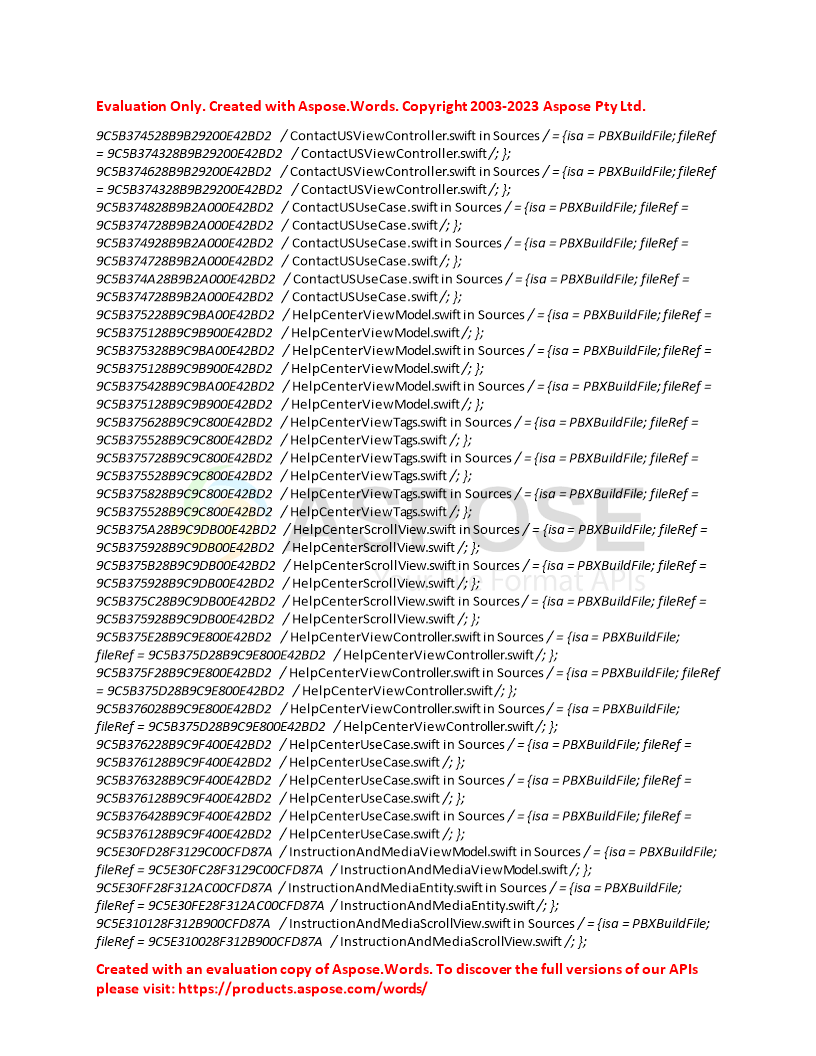 Evaluation Only. Created with Aspose.Words. Copyright 2003-2023 Aspose Pty Ltd.
9C5B374528B9B29200E42BD2 / ContactUSViewController.swift in Sources / = {isa = PBXBuildFile; fileRef
= 9C5B374328B9B29200E42BD2 / ContactUSViewController.swift /; };
9C5B374628B9B29200E42BD2 / ContactUSViewController.swift in Sources / = {isa = PBXBuildFile; fileRef
= 9C5B374328B9B29200E42BD2 / ContactUSViewController.swift /; };
9C5B374828B9B2A000E42BD2 / ContactUSUseCase.swift in Sources / = {isa = PBXBuildFile; fileRef =
9C5B374728B9B2A000E42BD2 / ContactUSUseCase.swift /; };
9C5B374928B9B2A000E42BD2 / ContactUSUseCase.swift in Sources / = {isa = PBXBuildFile; fileRef =
9C5B374728B9B2A000E42BD2 / ContactUSUseCase.swift /; };
9C5B374A28B9B2A000E42BD2 / ContactUSUseCase.swift in Sources / = {isa = PBXBuildFile; fileRef =
9C5B374728B9B2A000E42BD2 / ContactUSUseCase.swift /; };
9C5B375228B9C9BA00E42BD2 / HelpCenterViewModel.swift in Sources / = {isa = PBXBuildFile; fileRef =
9C5B375128B9C9B900E42BD2 / HelpCenterViewModel.swift /; };
9C5B375328B9C9BA00E42BD2 / HelpCenterViewModel.swift in Sources / = {isa = PBXBuildFile; fileRef =
9C5B375128B9C9B900E42BD2 / HelpCenterViewModel.swift /; };
9C5B375428B9C9BA00E42BD2 / HelpCenterViewModel.swift in Sources / = {isa = PBXBuildFile; fileRef =
9C5B375128B9C9B900E42BD2 / HelpCenterViewModel.swift /; };
9C5B375628B9C9C800E42BD2 / HelpCenterViewTags.swift in Sources / = {isa = PBXBuildFile; fileRef =
9C5B375528B9C9C800E42BD2 / HelpCenterViewTags.swift /; };
9C5B375728B9C9C800E42BD2 / HelpCenterViewTags.swift in Sources / = {isa = PBXBuildFile; fileRef =
9C5B375528B9C9C800E42BD2 / HelpCenterViewTags.swift /; };
9C5B375828B9C9C800E42BD2 / HelpCenterViewTags.swift in Sources / = {isa = PBXBuildFile; fileRef =
9C5B375528B9C9C800E42BD2 / HelpCenterViewTags.swift /; };
9C5B375A28B9C9DB00E42BD2 / HelpCenterScrollView.swift in Sources / = {isa = PBXBuildFile; fileRef =
9C5B375928B9C9DB00E42BD2 / HelpCenterScrollView.swift /; };
9C5B375B28B9C9DB00E42BD2 / HelpCenterScrollView.swift in Sources / = {isa = PBXBuildFile; fileRef =
9C5B375928B9C9DB00E42BD2 / HelpCenterScrollView.swift /; };
9C5B375C28B9C9DB00E42BD2 / HelpCenterScrollView.swift in Sources / = {isa = PBXBuildFile; fileRef =
9C5B375928B9C9DB00E42BD2 / HelpCenterScrollView.swift /; };
9C5B375E28B9C9E800E42BD2 / HelpCenterViewController.swift in Sources / = {isa = PBXBuildFile;
fileRef = 9C5B375D28B9C9E800E42BD2 / HelpCenterViewController.swift /; };
9C5B375F28B9C9E800E42BD2 / HelpCenterViewController.swift in Sources / = {isa = PBXBuildFile; fileRef
= 9C5B375D28B9C9E800E42BD2 / HelpCenterViewController.swift /; };
9C5B376028B9C9E800E42BD2 / HelpCenterViewController.swift in Sources / = {isa = PBXBuildFile;
fileRef = 9C5B375D28B9C9E800E42BD2 / HelpCenterViewController.swift /; };
9C5B376228B9C9F400E42BD2 / HelpCenterUseCase.swift in Sources / = {isa = PBXBuildFile; fileRef =
9C5B376128B9C9F400E42BD2 / HelpCenterUseCase.swift /; };
9C5B376328B9C9F400E42BD2 / HelpCenterUseCase.swift in Sources / = {isa = PBXBuildFile; fileRef =
9C5B376128B9C9F400E42BD2 / HelpCenterUseCase.swift /; };
9C5B376428B9C9F400E42BD2 / HelpCenterUseCase.swift in Sources / = {isa = PBXBuildFile; fileRef =
9C5B376128B9C9F400E42BD2 / HelpCenterUseCase.swift /; };
9C5E30FD28F3129C00CFD87A / InstructionAndMediaViewModel.swift in Sources / = {isa = PBXBuildFile;
fileRef = 9C5E30FC28F3129C00CFD87A / InstructionAndMediaViewModel.swift /; };
9C5E30FF28F312AC00CFD87A / InstructionAndMediaEntity.swift in Sources / = {isa = PBXBuildFile;
fileRef = 9C5E30FE28F312AC00CFD87A / InstructionAndMediaEntity.swift /; };
9C5E310128F312B900CFD87A / InstructionAndMediaScrollView.swift in Sources / = {isa = PBXBuildFile;
fileRef = 9C5E310028F312B900CFD87A / InstructionAndMediaScrollView.swift /; };
ASPOSE
Your File Format APIs
Created with an evaluation copy of Aspose.Words. To discover the full versions of our APIs
please visit: https://products.aspose.com/words/